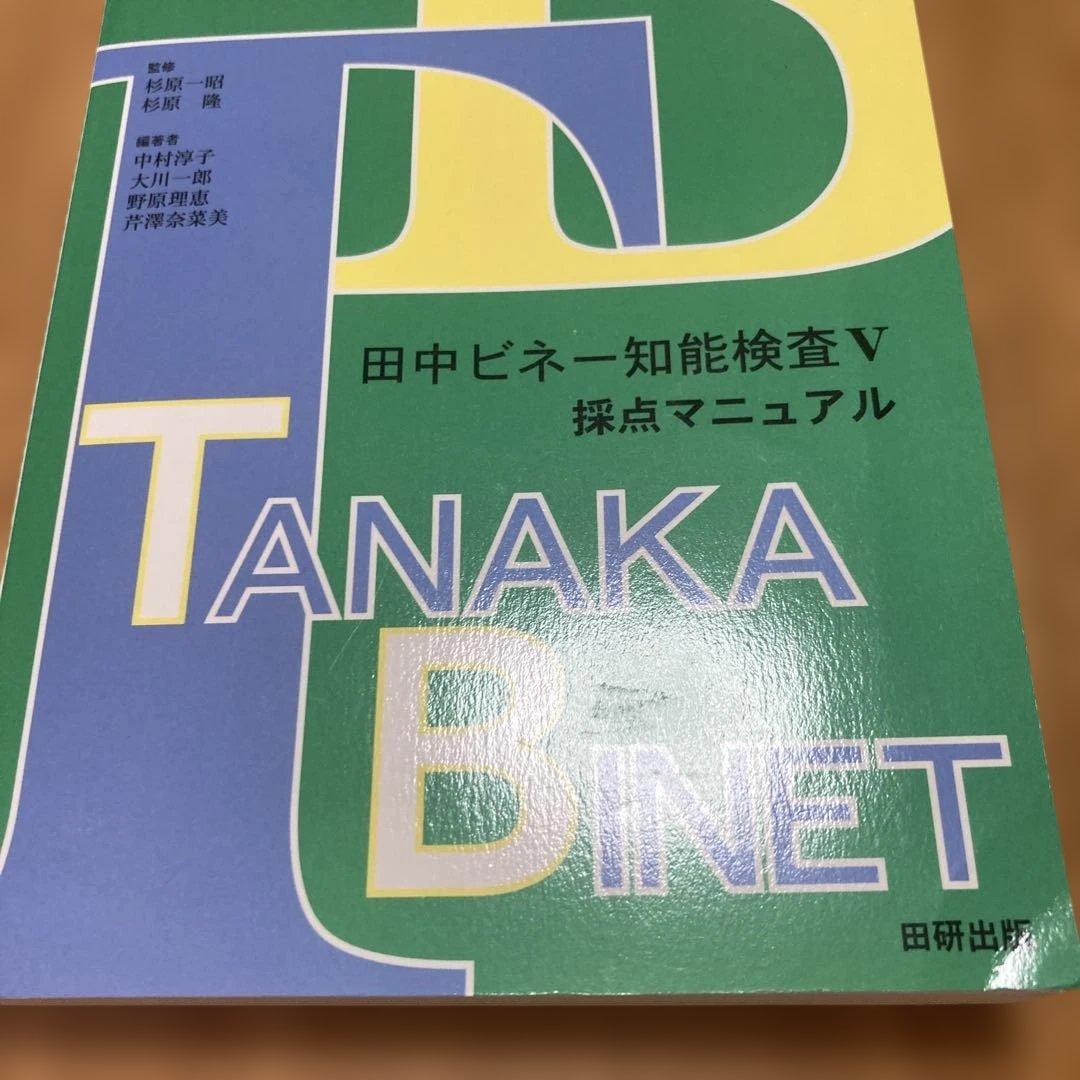 監修
杉原一昭
杉原 隆
編著者
中村淳子
大川一郎
野原理恵
芹澤奈菜美
田中ビネー知能検査V
採点マニュアル
TANAKA
BINET
田研出版